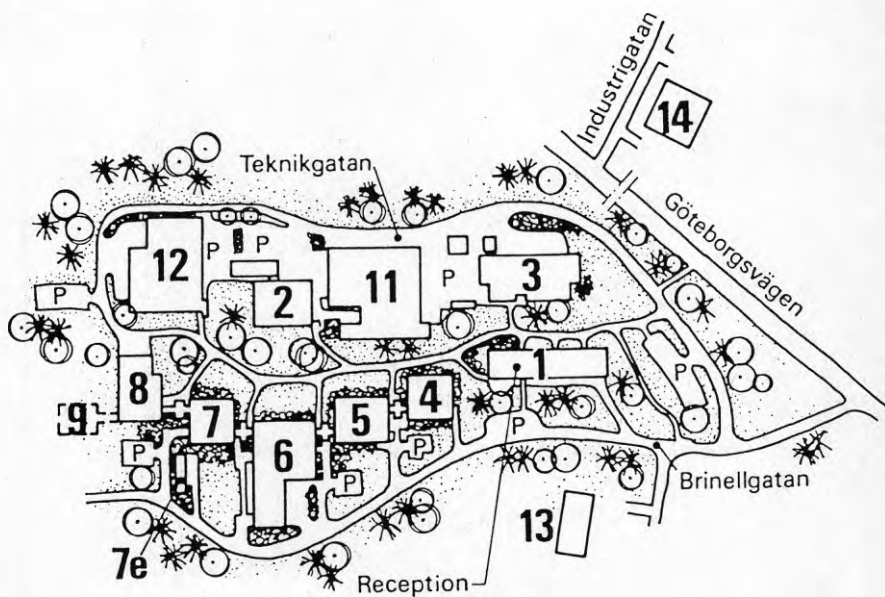 Industrigatan
14
Teknikgatan
Göteborgsvägen
12
P
P
2
11
P
3
P
1
P
8
7
5
4
9
6
P
P
P
P
Brinellgatan
13
7e
Reception